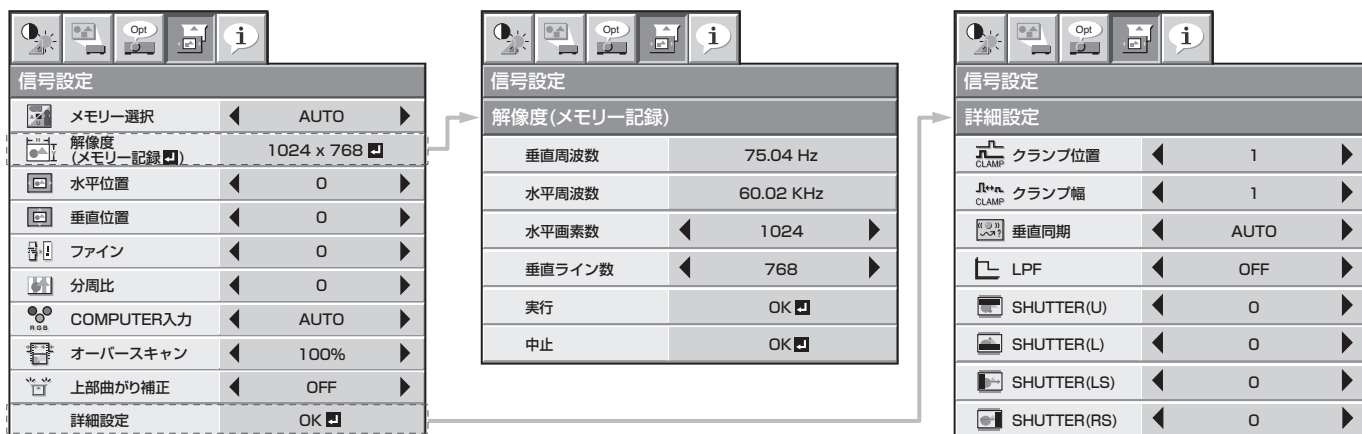 Opt
i
信号設定
メモリー選択 AUTO
解像度
(メモリー記録) 1024 x 768
水平位置 0
垂直位置 0
ファイン 0
分周比 0
RGB COMPUTER入力 AUTO
オーバースキャン 100%
上部曲がり補正 OFF
詳細設定 OK
Opt
i
信号設定
解像度(メモリー記録)
垂直周波数 75.04 Hz
水平周波数 60.02 KHz
水平画素数 1024
垂直ライン数 768
実行 OK
中止 OK
Opt
i
信号設定
詳細設定
CLAMP クランプ位置 1
CLAMP クランプ幅 1
垂直同期 AUTO
LPF OFF
SHUTTER(U) 0
SHUTTER(L) 0
SHUTTER(LS) 0
SHUTTER(RS) 0